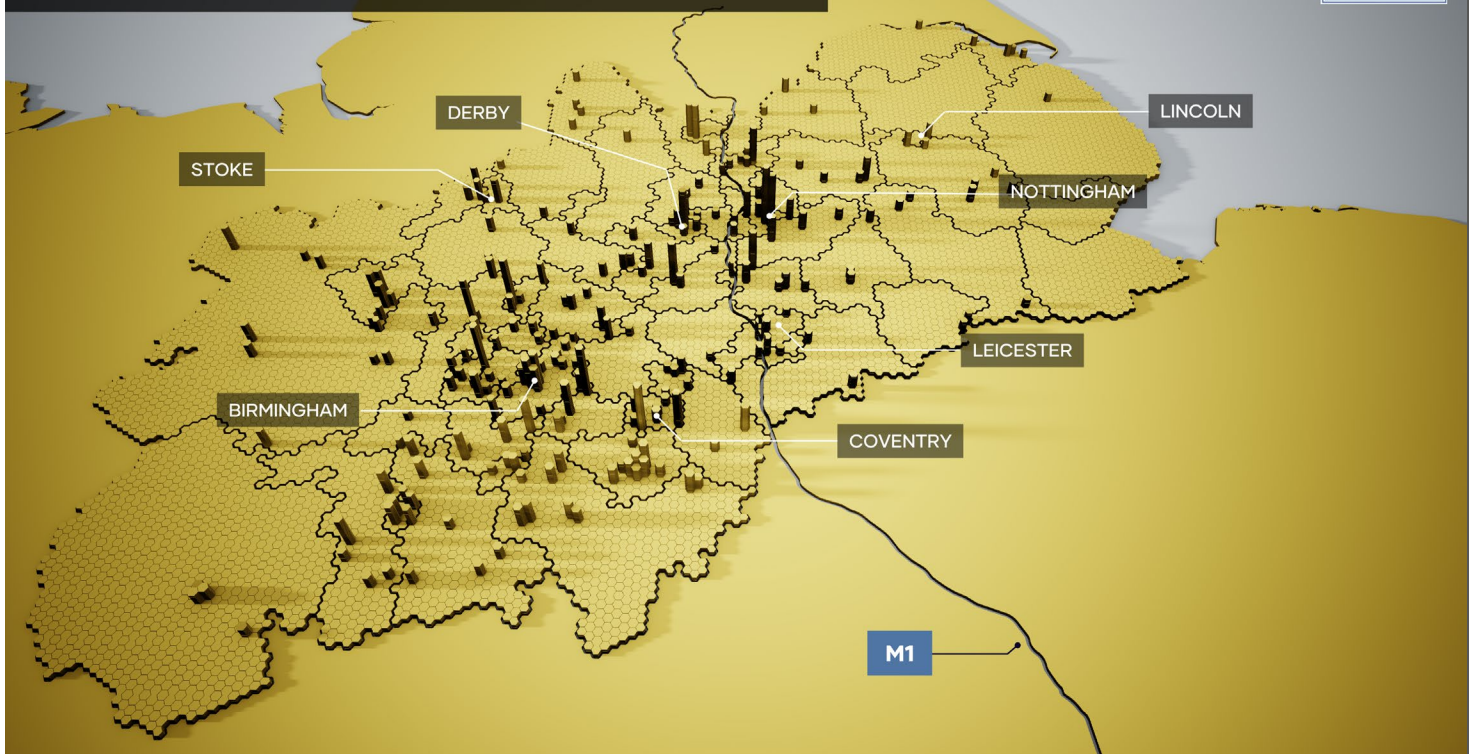 DERBY
LINCOLN
STOKE
NOTTINGHAM
LEICESTER
BIRMINGHAM
COVENTRY
M1